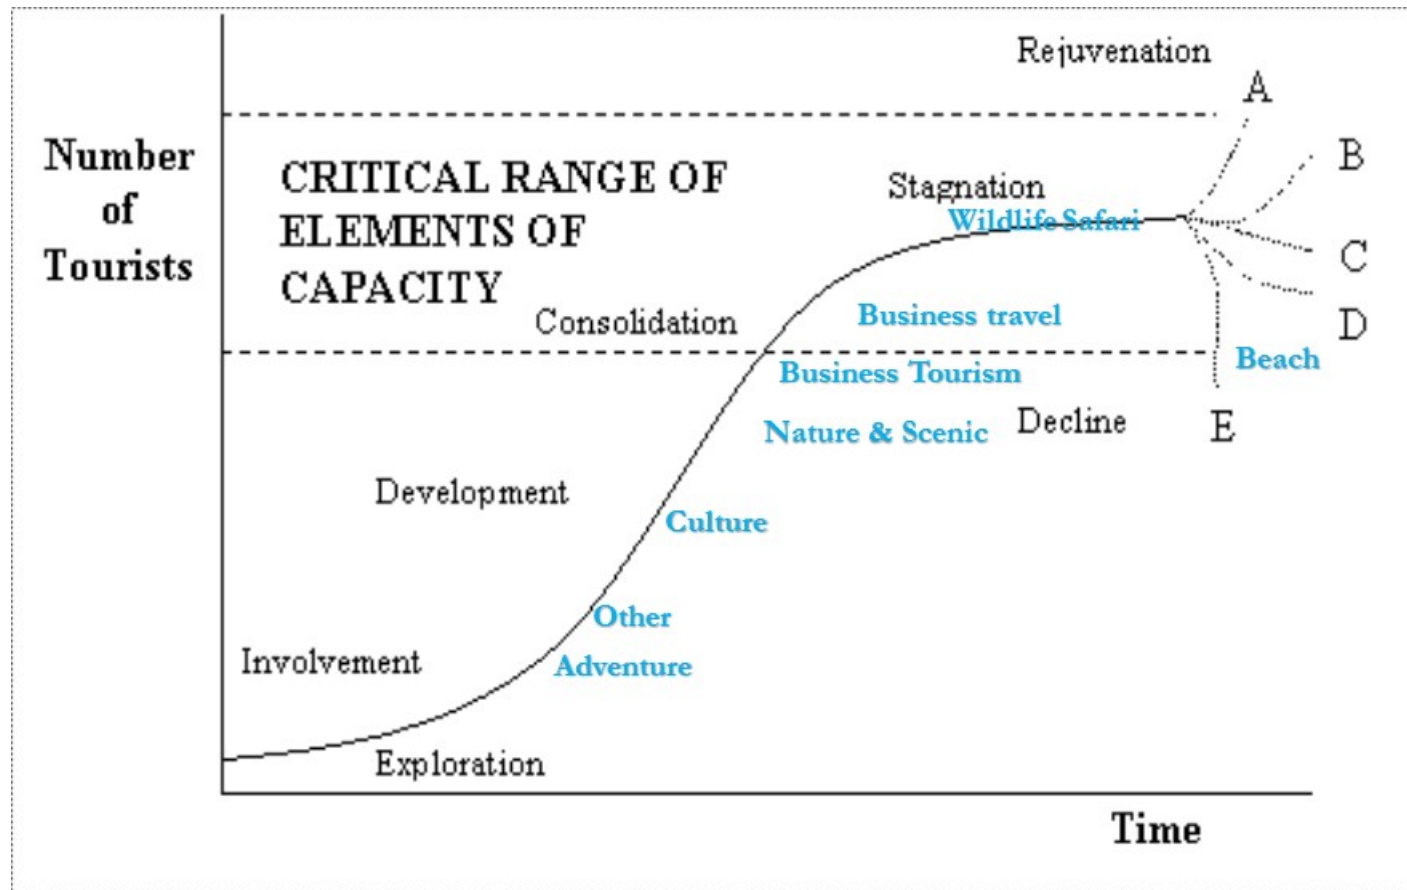 Rejuvenation
A
Number
of
Tourists
B
CRITICAL RANGE OF
ELEMENTS OF
CAPACITY
Stagnation
Wildlife Safari
C
Consolidation
Business travel
D
Beach
Business Tourism
Nature & Scenic
Decline
E
Development
Culture
Other
Involvement
Adventure
Exploration
Time